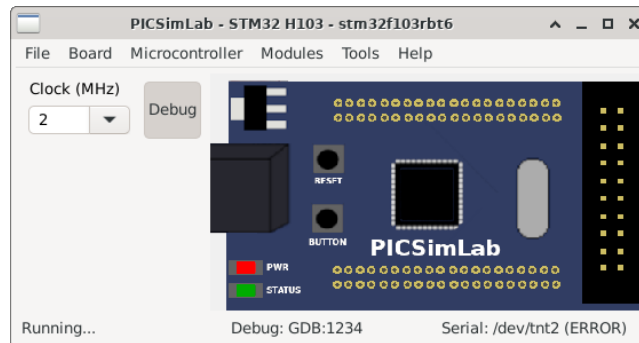 PICSimLab - STM32 H103 - stm32f103rbt6
File Board Microcontroller Modules Tools Help
Clock (MHz)
2
Debug
RESET
BUTTON
PICSimLab
PWR
STATUS
Running... Debug: GDB:1234 Serial: /dev/tnt2 (ERROR)